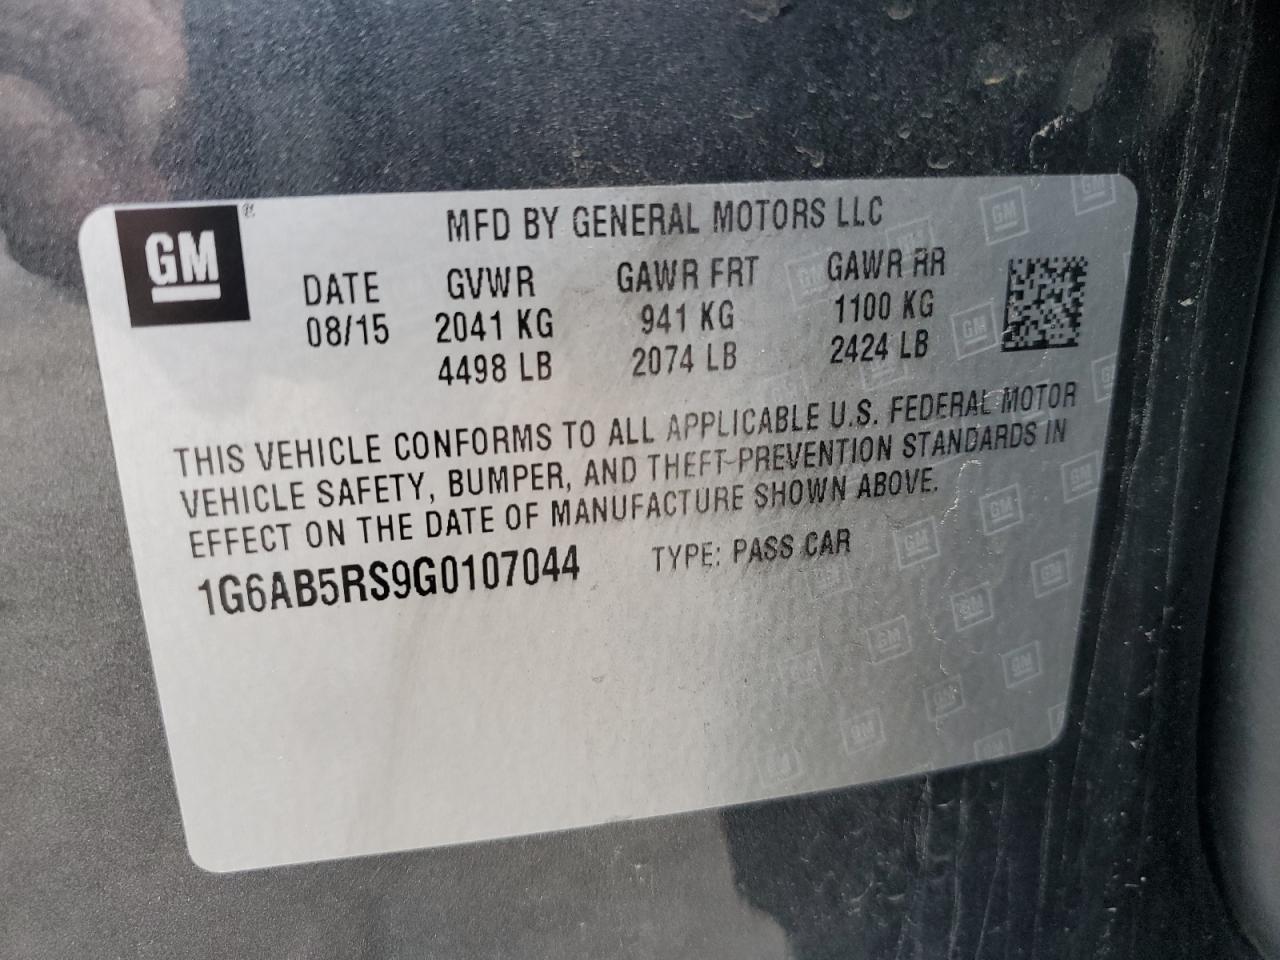 GM ®
MFD BY GENERAL MOTORS LLC
DATE GVWR GAWR FRT GAWR RR
08/15 2041 KG 941 KG 1100 KG
4498 LB 2074 LB 2424 LB
THIS VEHICLE CONFORMS TO ALL APPLICABLE U.S. FEDERAL MOTOR
VEHICLE SAFETY, BUMPER, AND THEFT-PREVENTION STANDARDS IN
EFFECT ON THE DATE OF MANUFACTURE SHOWN ABOVE.
1G6AB5RS9G0107044 TYPE: PASS CAR